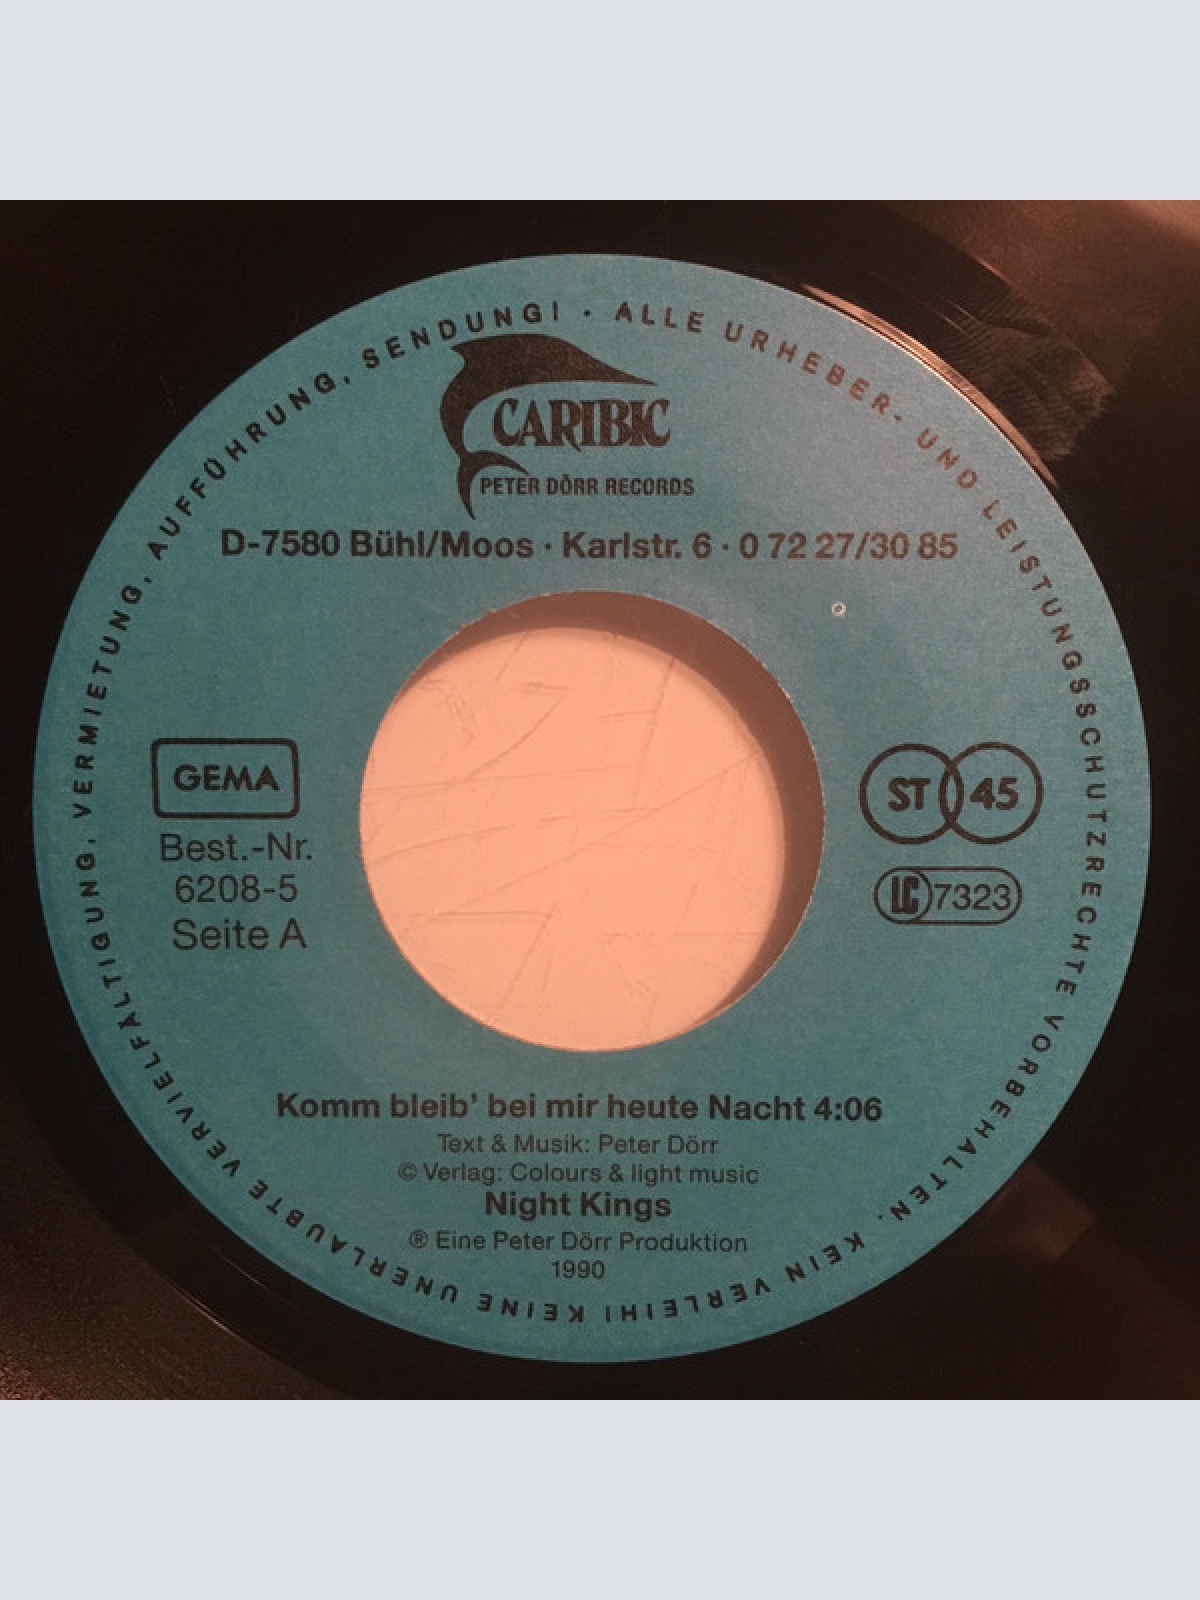 ALLE URHEBER- UND LEISTUNGSSCHUTZRECHTE VORBEHALTEN. KEIN VERLEIH! KEINE UNERLAUBTE VERVIELFÄLTIGUNG, VERMIETUNG, AUFFÜHRUNG, SENDUNG! ·
CARIBIC
PETER DÖRR RECORDS
D-7580 Bühl/Moos · Karlstr. 6 · 0 72 27/30 85
GEMA
Best.-Nr.
6208-5
Seite A
ST 45
LC 7323
Komm bleib’ bei mir heute Nacht 4:06
Text & Musik: Peter Dörr
© Verlag: Colours & light music
Night Kings
® Eine Peter Dörr Produktion
1990